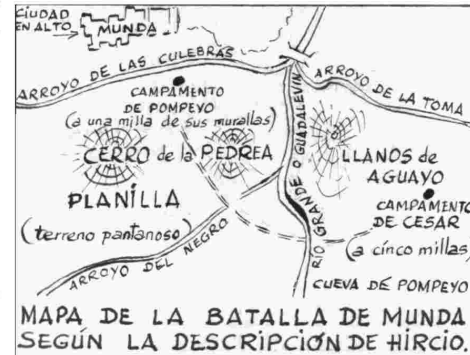 CIUDAD
EN ALTO
MUNDA
ARROYO DE LAS CULEBRAS
ARROYO DE LA TOMA
CAMPAMENTO
DE POMPEYO
(a una milla de sus murallas)
CERRO de la PEDREA
RÍO GRANDE O GUADALEVIN
LLANOS de
AGUAYO
PLANILLA
(terreno pantanoso)
CAMPAMENTO
DE CESAR
(a cinco millas)
ARROYO DEL NEGRO
CUEVA DE POMPEYO
MAPA DE LA BATALLA DE MUNDA
SEGÚN LA DESCRIPCIÓN DE HIRCIO.